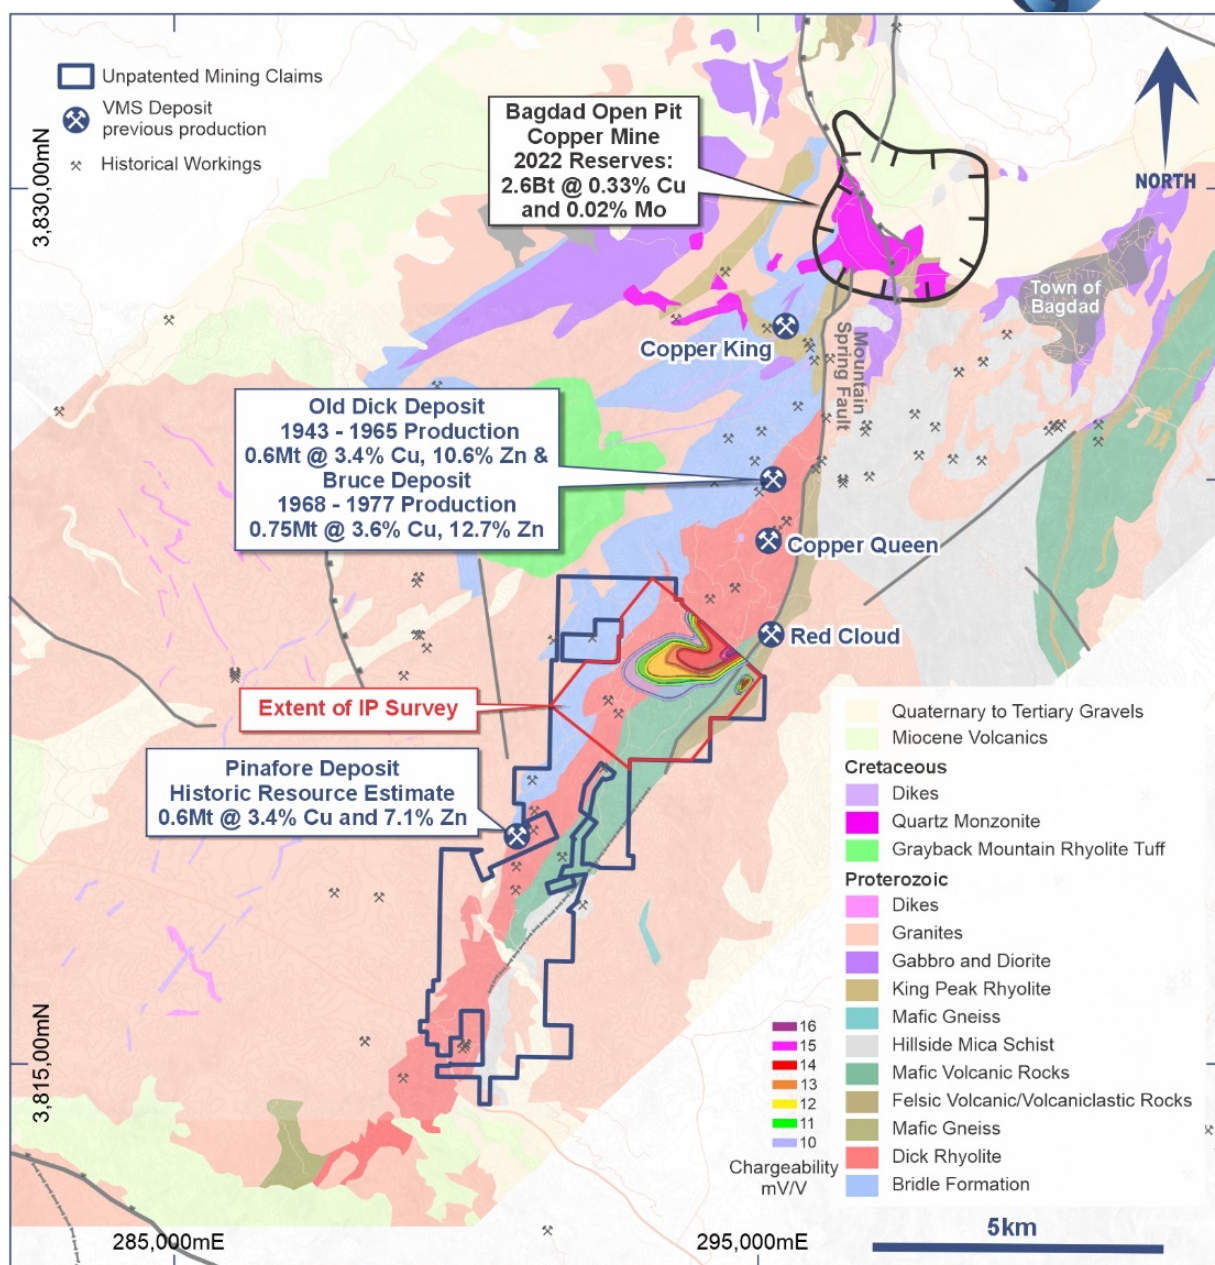 Unpatented Mining Claims
VMS Deposit
previous production
Historical Workings
Bagdad Open Pit
Copper Mine
2022 Reserves:
2.6Bt @ 0.33% Cu
and 0.02% Mo
NORTH
3,830,00mN
Town of
Bagdad
Copper King
Mountain
Spring Fault
Old Dick Deposit
1943 - 1965 Production
0.6Mt @ 3.4% Cu, 10.6% Zn &
Bruce Deposit
1968 - 1977 Production
0.75Mt @ 3.6% Cu, 12.7% Zn
Copper Queen
Red Cloud
Extent of IP Survey
Pinafore Deposit
Historic Resource Estimate
0.6Mt @ 3.4% Cu and 7.1% Zn
Quaternary to Tertiary Gravels
Miocene Volcanics
Cretaceous
Dikes
Quartz Monzonite
Grayback Mountain Rhyolite Tuff
Proterozoic
Dikes
Granites
Gabbro and Diorite
King Peak Rhyolite
Mafic Gneiss
Hillside Mica Schist
Mafic Volcanic Rocks
Felsic Volcanic/Volcaniclastic Rocks
Mafic Gneiss
Dick Rhyolite
Bridle Formation
16
15
14
13
12
11
10
Chargeability
mV/V
3,815,00mN
285,000mE
295,000mE
5km